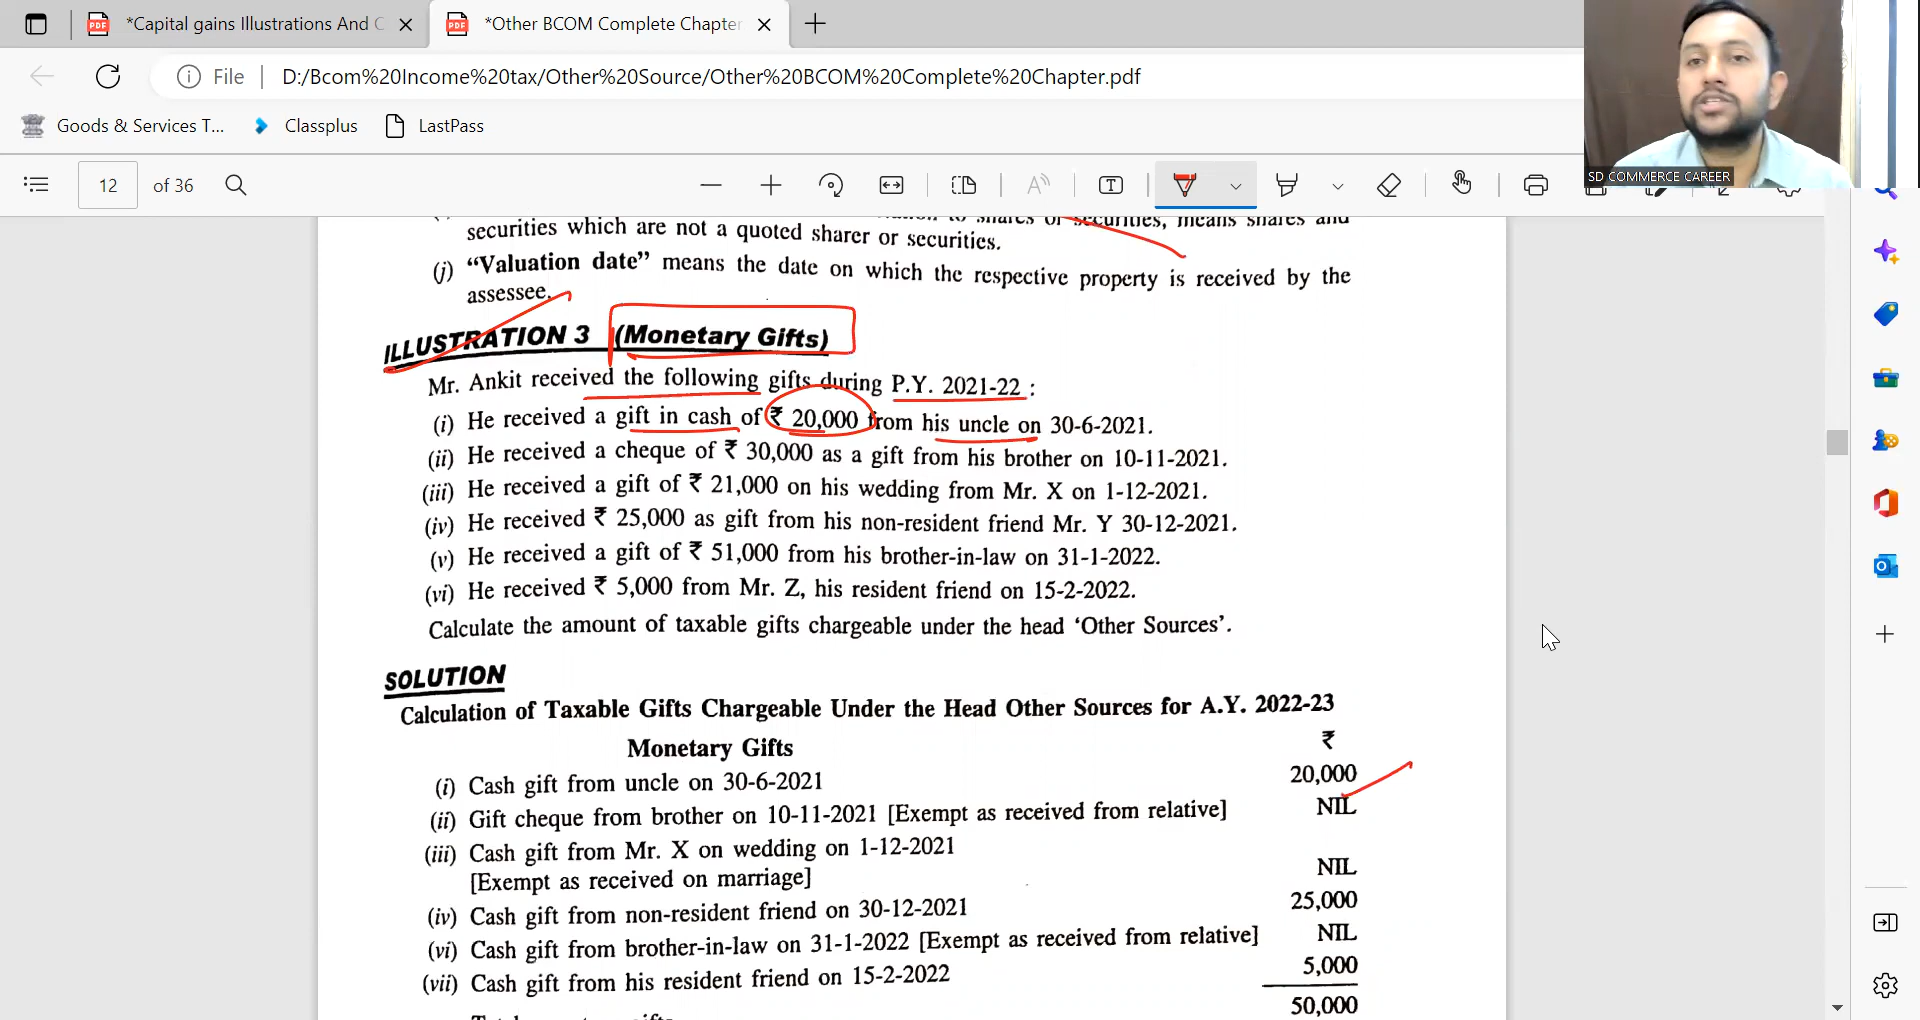 *Capital gains Illustrations And C
*Other BCOM Complete Chapter
File
D:/Bcom%20Income%20tax/Other%20Source/Other%20BCOM%20Complete%20Chapter.pdf
Goods & Services T...
Classplus
LastPass
12
of 36
SD COMMERCE CAREER
to shares or securities, means shares and
securities which are not a quoted sharer or securities.
(j) “Valuation date” means the date on which the respective property is received by the
assessee.
ILLUSTRATION 3 (Monetary Gifts)
Mr. Ankit received the following gifts during P.Y. 2021-22 :
(i) He received a gift in cash of ₹ 20,000 from his uncle on 30-6-2021.
(ii) He received a cheque of ₹ 30,000 as a gift from his brother on 10-11-2021.
(iii) He received a gift of ₹ 21,000 on his wedding from Mr. X on 1-12-2021.
(iv) He received ₹ 25,000 as gift from his non-resident friend Mr. Y 30-12-2021.
(v) He received a gift of ₹ 51,000 from his brother-in-law on 31-1-2022.
(vi) He received ₹ 5,000 from Mr. Z, his resident friend on 15-2-2022.
Calculate the amount of taxable gifts chargeable under the head ‘Other Sources’.
SOLUTION
Calculation of Taxable Gifts Chargeable Under the Head Other Sources for A.Y. 2022-23
Monetary Gifts ₹
(i) Cash gift from uncle on 30-6-2021 20,000
(ii) Gift cheque from brother on 10-11-2021 [Exempt as received from relative] NIL
(iii) Cash gift from Mr. X on wedding on 1-12-2021
[Exempt as received on marriage] NIL
(iv) Cash gift from non-resident friend on 30-12-2021 25,000
(vi) Cash gift from brother-in-law on 31-1-2022 [Exempt as received from relative] NIL
(vii) Cash gift from his resident friend on 15-2-2022 5,000
50,000